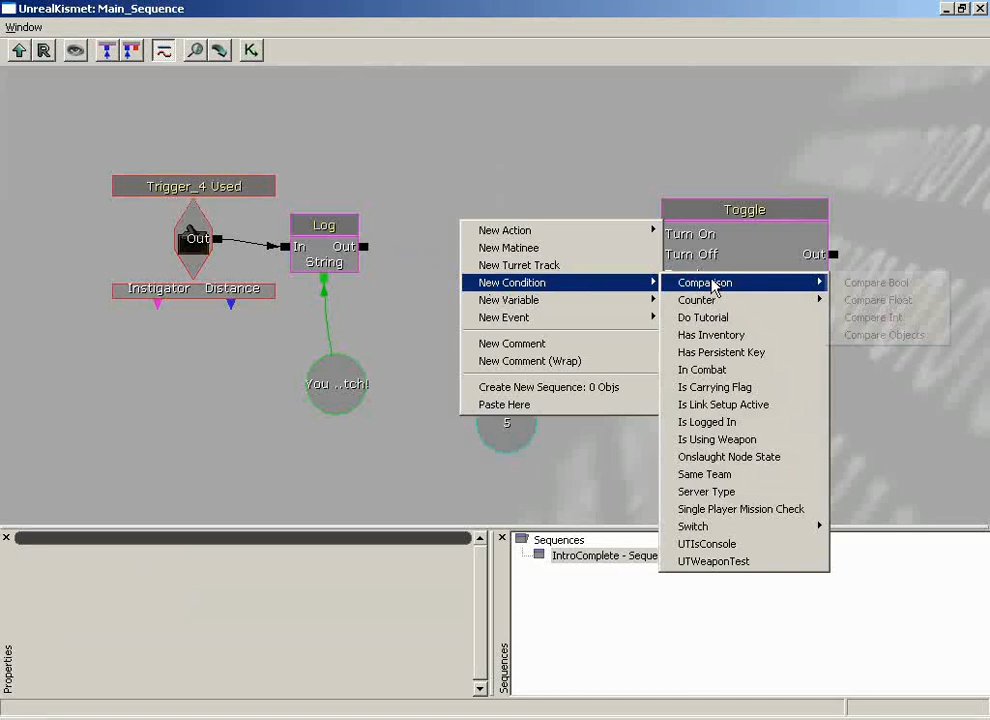 UnrealKismet: Main_Sequence
Window
R
K
Trigger_4 Used
Out
Instigator
Distance
Log
In
Out
String
You ..tch!
5
Toggle
Turn On
Turn Off
Out
New Action
New Matinee
New Turret Track
New Condition
New Variable
New Event
New Comment
New Comment (Wrap)
Create New Sequence: 0 Objs
Paste Here
Comparison
Counter
Do Tutorial
Has Inventory
Has Persistent Key
In Combat
Is Carrying Flag
Is Link Setup Active
Is Logged In
Is Using Weapon
Onslaught Node State
Same Team
Server Type
Single Player Mission Check
Switch
UTIsConsole
UTWeaponTest
Compare Bool
Compare Float
Compare Int
Compare Objects
Properties
Sequences
Sequences
IntroComplete - Seque